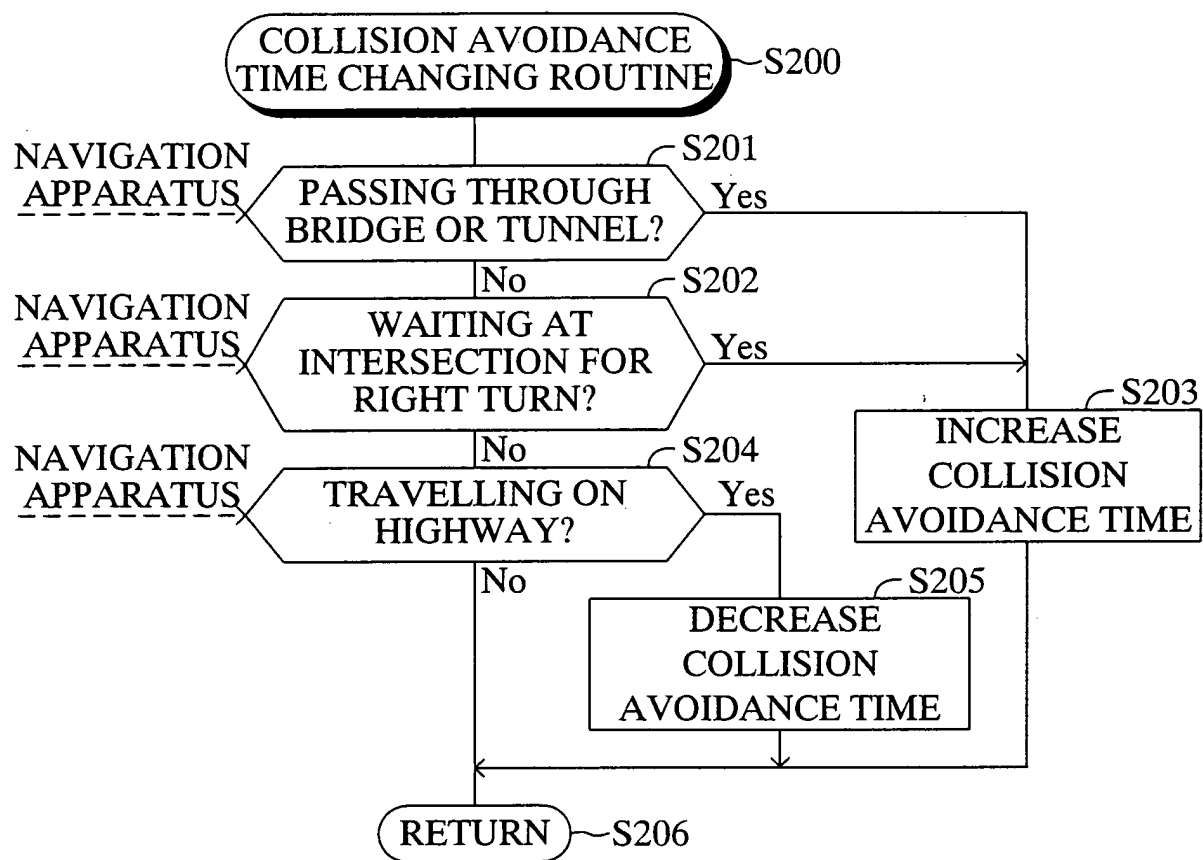 COLLISION AVOIDANCE
TIME CHANGING ROUTINE
S200
NAVIGATION
APPARATUS
S201
PASSING THROUGH
BRIDGE OR TUNNEL?
Yes
No
NAVIGATION
APPARATUS
S202
WAITING AT
INTERSECTION FOR
RIGHT TURN?
Yes
No
S203
INCREASE
COLLISION
AVOIDANCE TIME
NAVIGATION
APPARATUS
S204
TRAVELLING ON
HIGHWAY?
Yes
No
S205
DECREASE
COLLISION
AVOIDANCE TIME
RETURN
S206